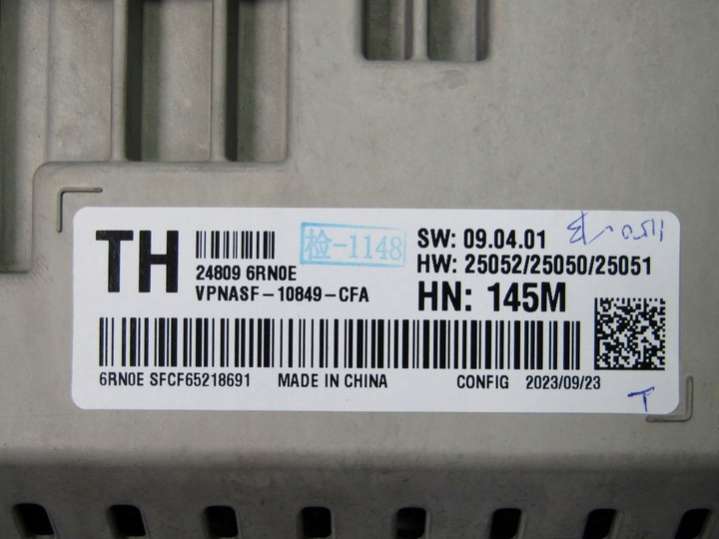 TH
24809 6RN0E
VPNASF-10849-CFA
检-1148
SW: 09.04.01
HW: 25052/25050/25051
HN: 145M
6RN0E SFCF65218691 MADE IN CHINA CONFIG 2023/09/23
T